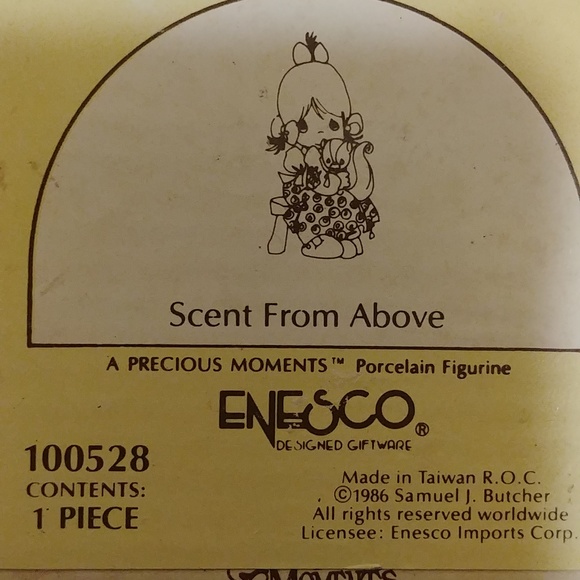 Scent From Above
A PRECIOUS MOMENTS™ Porcelain Figurine
ENESCO®
DESIGNED GIFTWARE
100528
CONTENTS:
1 PIECE
Made in Taiwan R.O.C.
©1986 Samuel J. Butcher
All rights reserved worldwide
Licensee: Enesco Imports Corp.